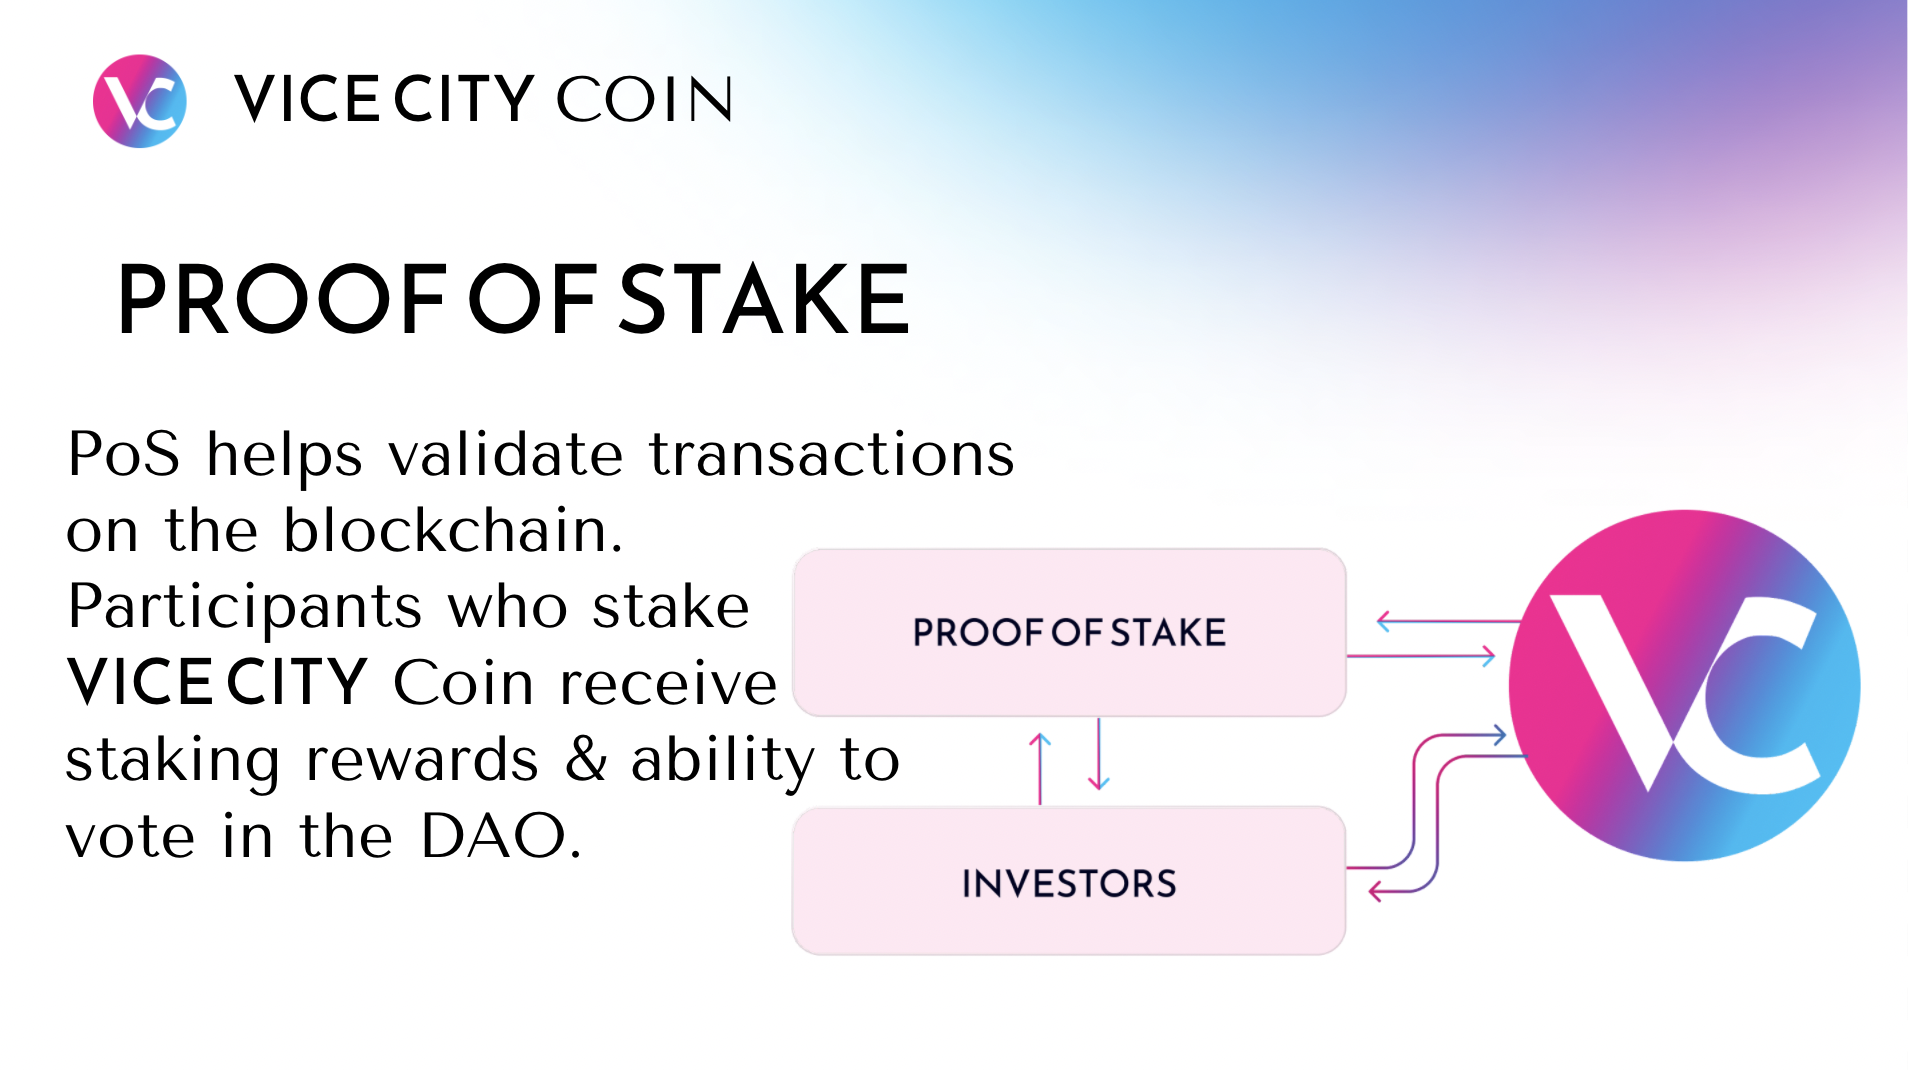 VC VICE CITY COIN
PROOF OF STAKE
PoS helps validate transactions
on the blockchain.
Participants who stake
VICE CITY Coin receive
staking rewards & ability to
vote in the DAO.
PROOF OF STAKE
INVESTORS
VC